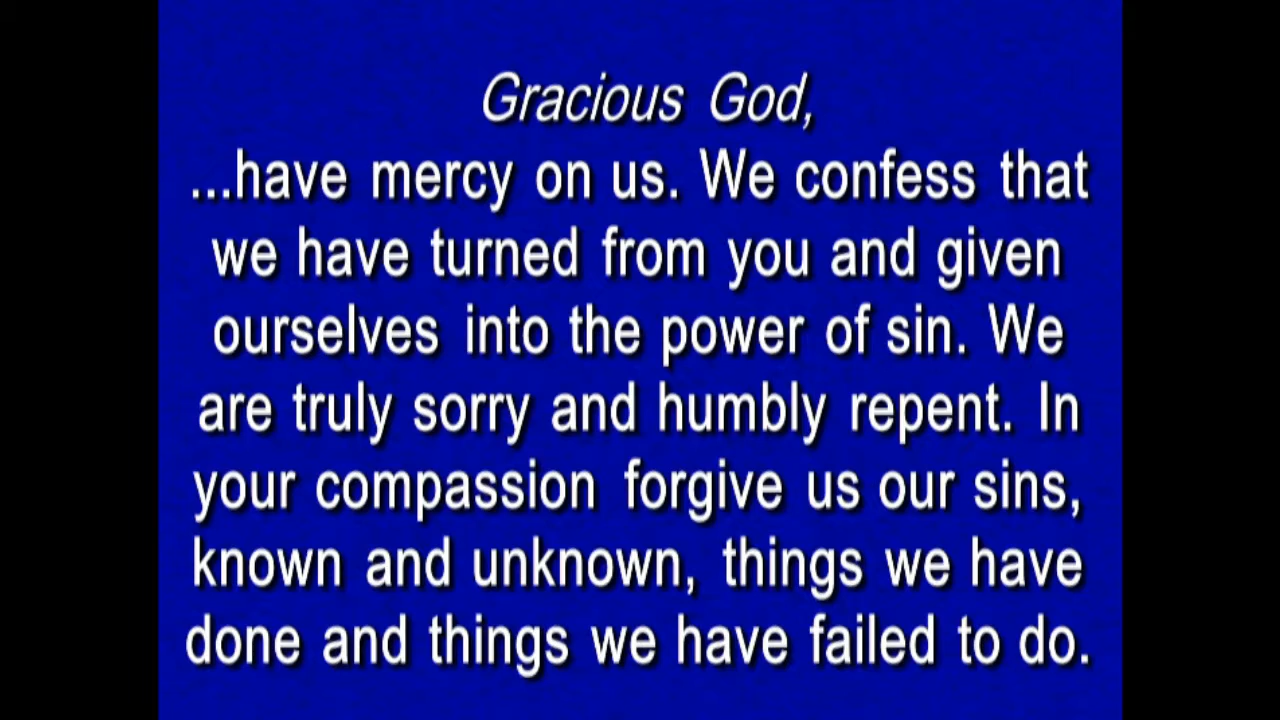 Gracious God,
...have mercy on us. We confess that
we have turned from you and given
ourselves into the power of sin. We
are truly sorry and humbly repent. In
your compassion forgive us our sins,
known and unknown, things we have
done and things we have failed to do.